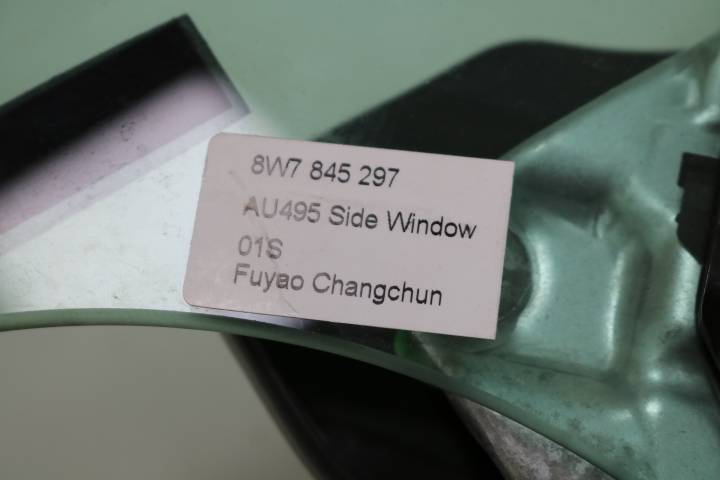 8W7 845 297
AU495 Side Window
01S
Fuyao Changchun